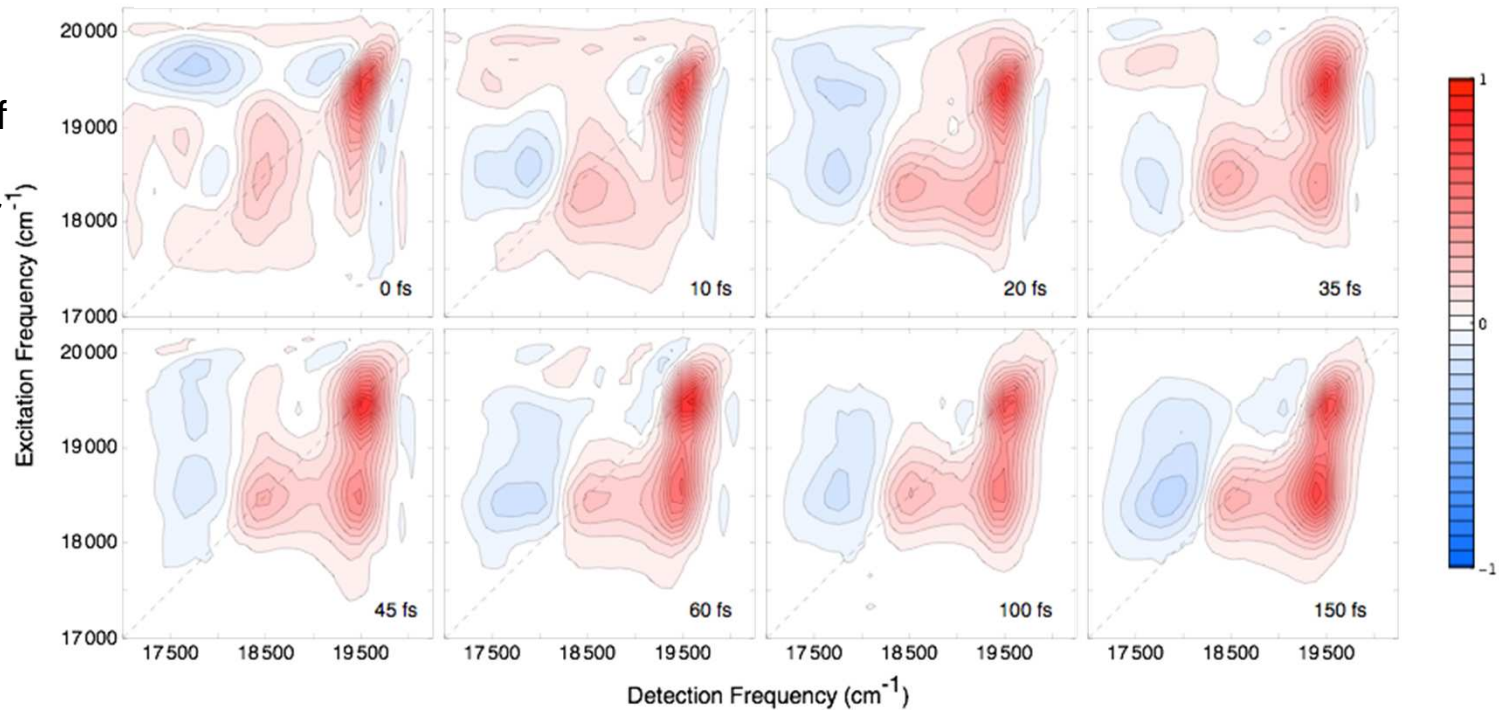 f
20000
19000
18000
17000
0 fs
10 fs
20 fs
35 fs
1
0
-1
20000
19000
18000
17000
45 fs
60 fs
100 fs
150 fs
17500 18500 19500 17500 18500 19500 17500 18500 19500 17500 18500 19500
Excitation Frequency (cm-1)
Detection Frequency (cm-1)